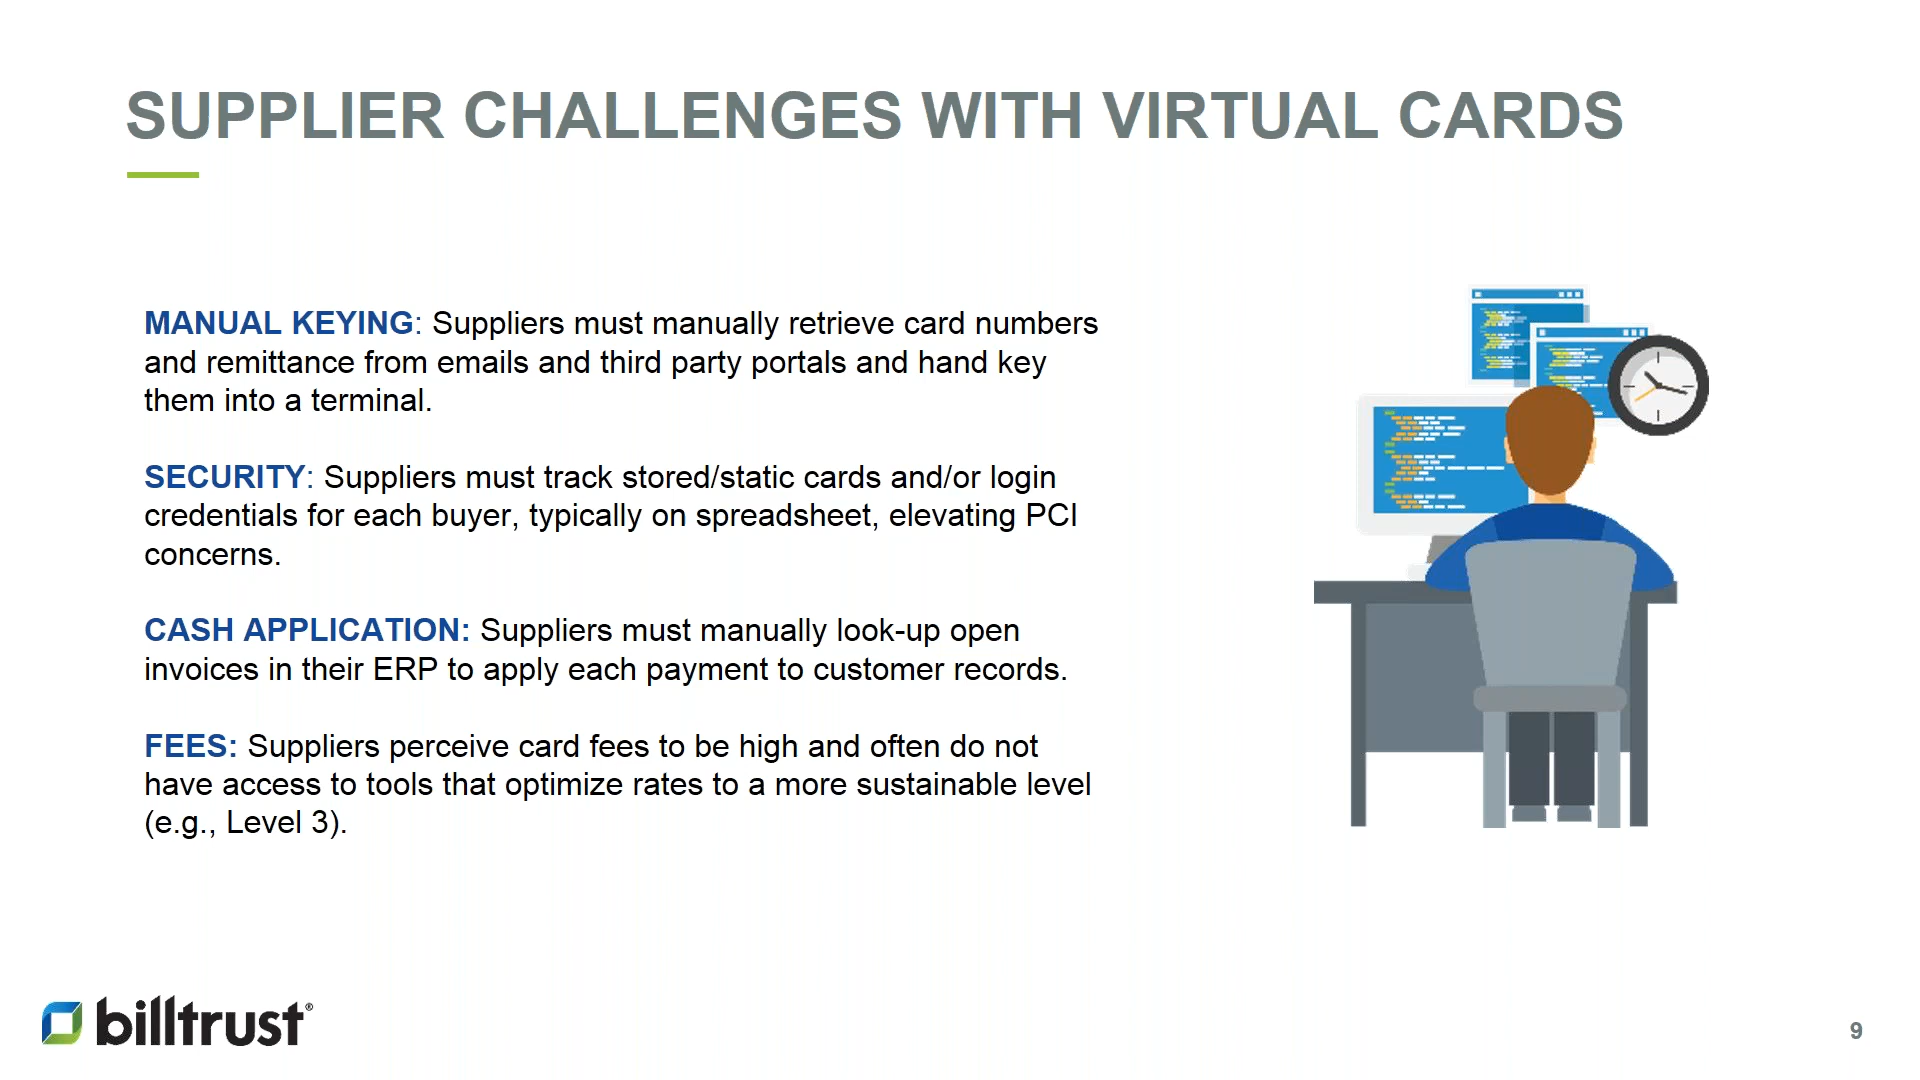 SUPPLIER CHALLENGES WITH VIRTUAL CARDS
MANUAL KEYING: Suppliers must manually retrieve card numbers
and remittance from emails and third party portals and hand key
them into a terminal.
SECURITY: Suppliers must track stored/static cards and/or login
credentials for each buyer, typically on spreadsheet, elevating PCI
concerns.
CASH APPLICATION: Suppliers must manually look-up open
invoices in their ERP to apply each payment to customer records.
FEES: Suppliers perceive card fees to be high and often do not
have access to tools that optimize rates to a more sustainable level
(e.g., Level 3).
billtrust®
9